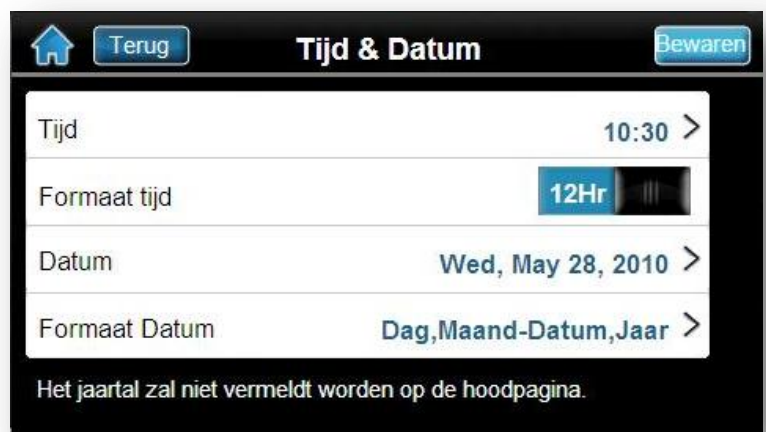 Terug Tijd & Datum Bewaren
Tijd 10:30
Formaat tijd 12Hr
Datum Wed, May 28, 2010
Formaat Datum Dag,Maand-Datum,Jaar
Het jaartal zal niet vermeldt worden op de hoodpagina.